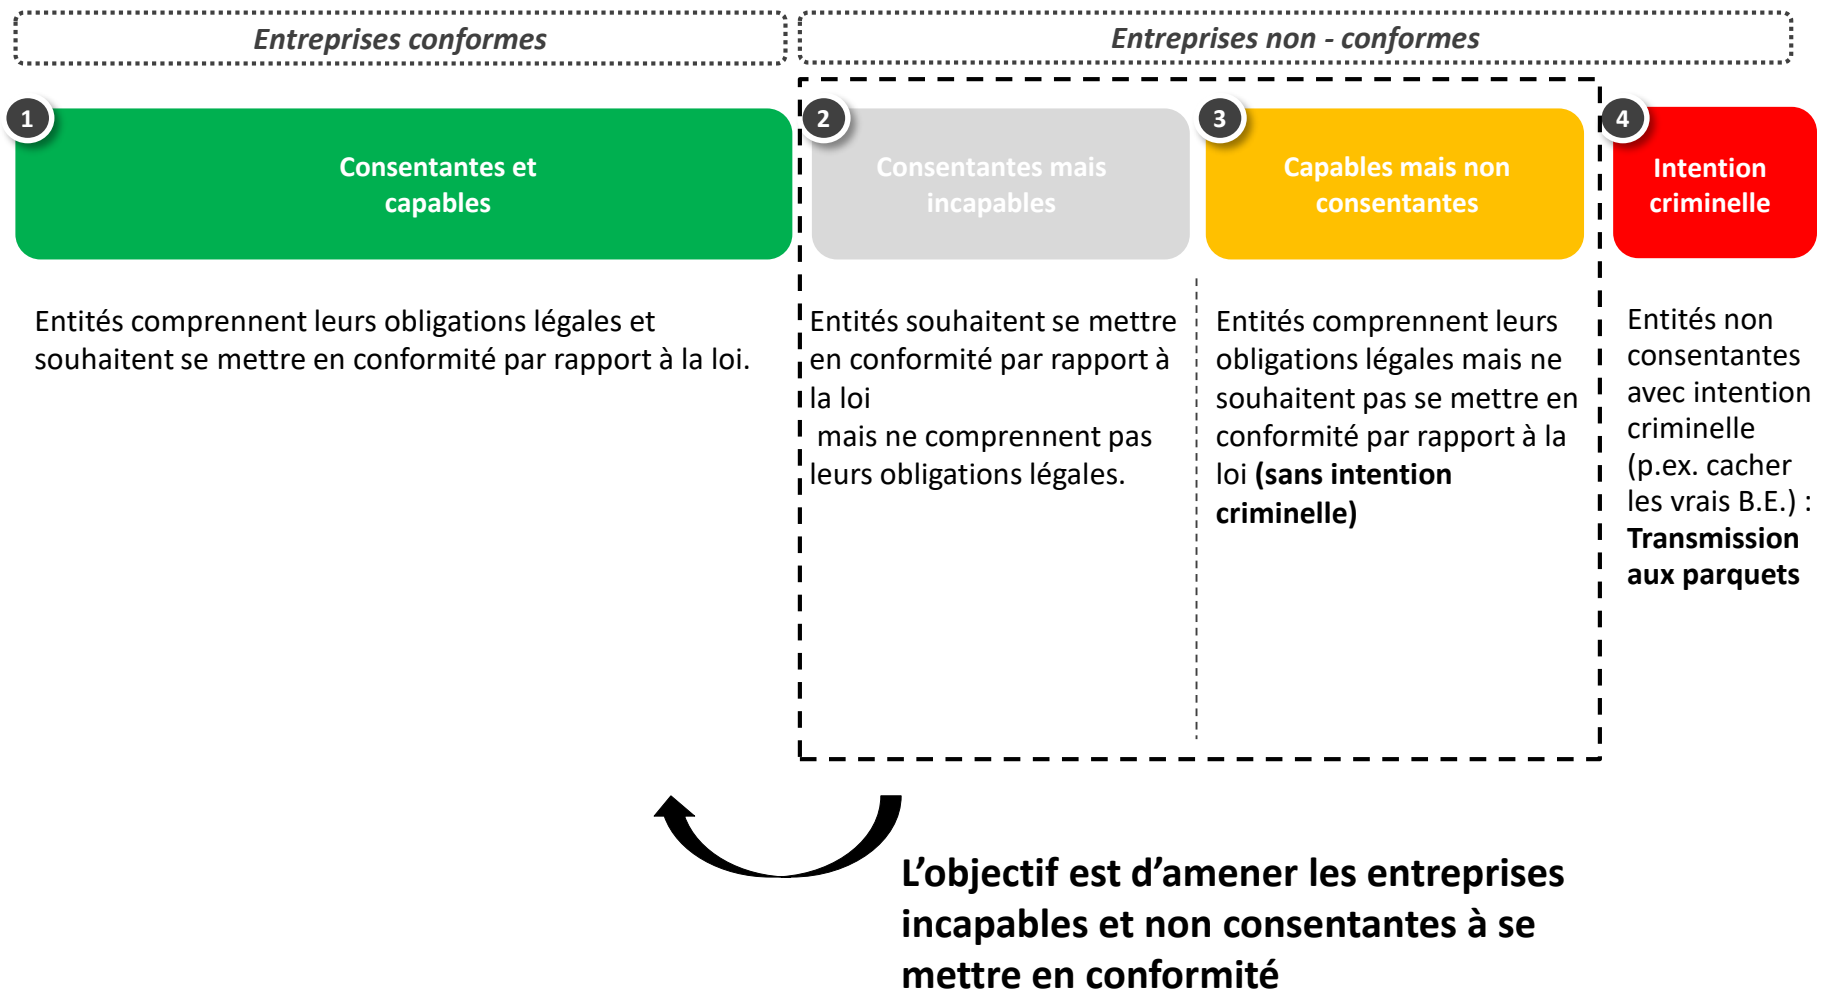 Entreprises conformes
Entreprises non - conformes
1
Consentantes et
capables
2
Consentantes mais
incapables
3
Capables mais non
consentantes
4
Intention
criminelle
Entités comprennent leurs obligations légales et
souhaitent se mettre en conformité par rapport à la loi.
Entités souhaitent se mettre
en conformité par rapport à
la loi
mais ne comprennent pas
leurs obligations légales.
Entités comprennent leurs
obligations légales mais ne
souhaitent pas se mettre en
conformité par rapport à la
loi (sans intention
criminelle)
Entités non
consentantes
avec intention
criminelle
(p.ex. cacher
les vrais B.E.) :
Transmission
aux parquets
L’objectif est d’amener les entreprises
incapables et non consentantes à se
mettre en conformité